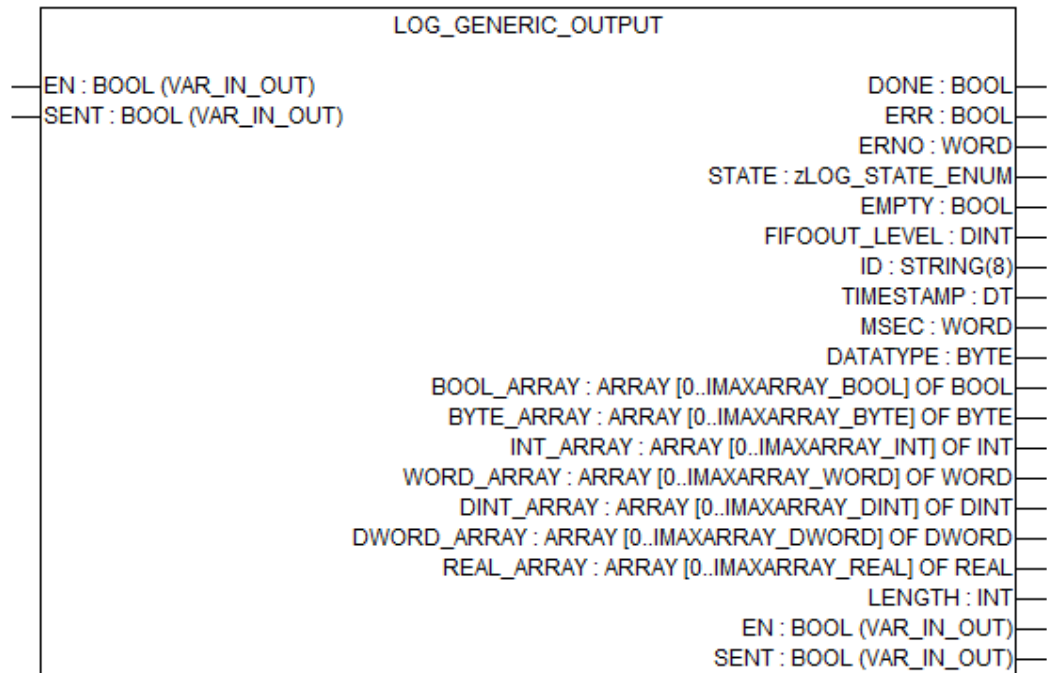 LOG_GENERIC_OUTPUT
EN : BOOL (VAR_IN_OUT) DONE : BOOL
SENT : BOOL (VAR_IN_OUT) ERR : BOOL
ERNO : WORD
STATE : zLOG_STATE_ENUM
EMPTY : BOOL
FIFOOUT_LEVEL : DINT
ID : STRING(8)
TIMESTAMP : DT
MSEC : WORD
DATATYPE : BYTE
BOOL_ARRAY : ARRAY [0..IMAXARRAY_BOOL] OF BOOL
BYTE_ARRAY : ARRAY [0..IMAXARRAY_BYTE] OF BYTE
INT_ARRAY : ARRAY [0..IMAXARRAY_INT] OF INT
WORD_ARRAY : ARRAY [0..IMAXARRAY_WORD] OF WORD
DINT_ARRAY : ARRAY [0..IMAXARRAY_DINT] OF DINT
DWORD_ARRAY : ARRAY [0..IMAXARRAY_DWORD] OF DWORD
REAL_ARRAY : ARRAY [0..IMAXARRAY_REAL] OF REAL
LENGTH : INT
EN : BOOL (VAR_IN_OUT)
SENT : BOOL (VAR_IN_OUT)